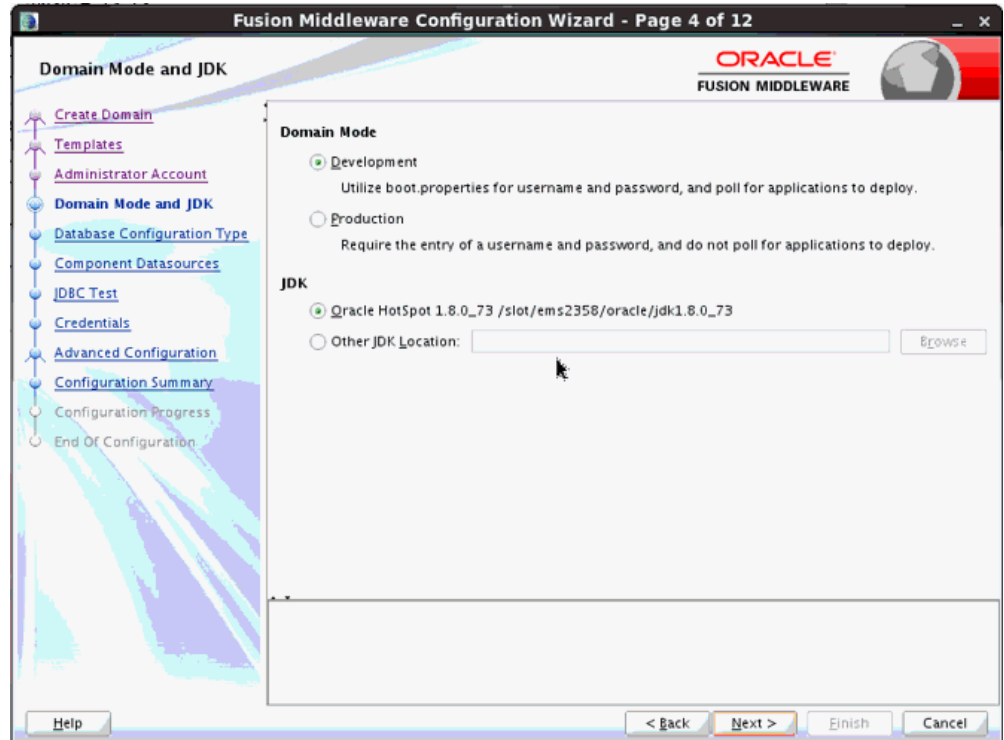 Fusion Middleware Configuration Wizard - Page 4 of 12
Domain Mode and JDK
ORACLE
FUSION MIDDLEWARE
Create Domain
Templates
Administrator Account
Domain Mode and JDK
Database Configuration Type
Component Datasources
JDBC Test
Credentials
Advanced Configuration
Configuration Summary
Configuration Progress
End Of Configuration
Domain Mode
Development
Utilize boot.properties for username and password, and poll for applications to deploy.
Production
Require the entry of a username and password, and do not poll for applications to deploy.
JDK
Oracle HotSpot 1.8.0_73 /slot/ems2358/oracle/jdk1.8.0_73
Other JDK Location:
Browse
Help
< Back
Next >
Finish
Cancel